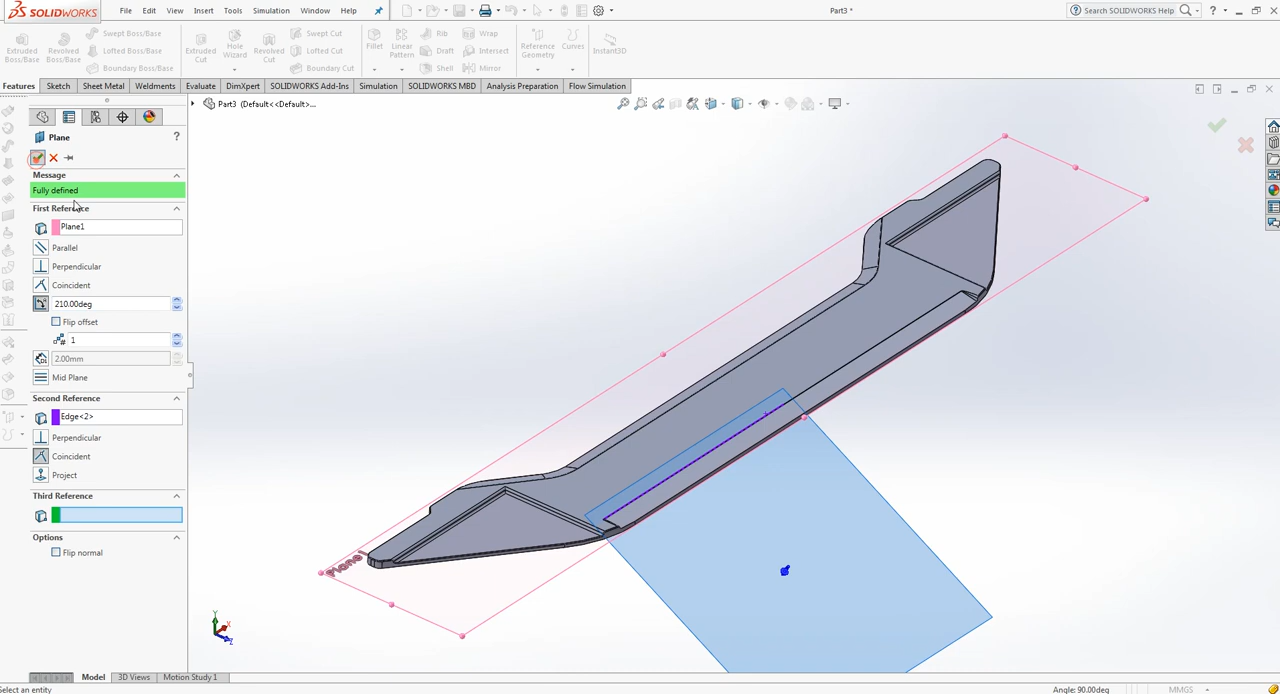 SOLIDWORKS File Edit View Insert Tools Simulation Window Help Part3 * Search SOLIDWORKS Help
Extruded Boss/Base Revolved Boss/Base Swept Boss/Base Lofted Boss/Base Boundary Boss/Base Extruded Cut Hole Wizard Revolved Cut Swept Cut Lofted Cut Boundary Cut Fillet Linear Pattern Rib Draft Shell Wrap Intersect Mirror Reference Geometry Curves Instant3D
Features Sketch Sheet Metal Weldments Evaluate DimXpert SOLIDWORKS Add-Ins Simulation SOLIDWORKS MBD Analysis Preparation Flow Simulation
Part3 (Default<<Default>...
Plane ?
Message
Fully defined
First Reference
Plane1
Parallel
Perpendicular
Coincident
210.00deg
Flip offset
1
2.00mm
Mid Plane
Second Reference
Edge<2>
Perpendicular
Coincident
Project
Third Reference
Options
Flip normal
Plane1
Y
X
Z
Model 3D Views Motion Study 1
Select an entity Angle: 90.00deg MMGS